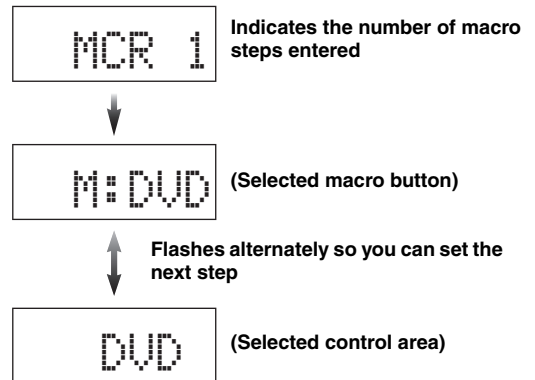 MCR 1
Indicates the number of macro
steps entered
M:DVD
(Selected macro button)
Flashes alternately so you can set the
next step
DVD
(Selected control area)